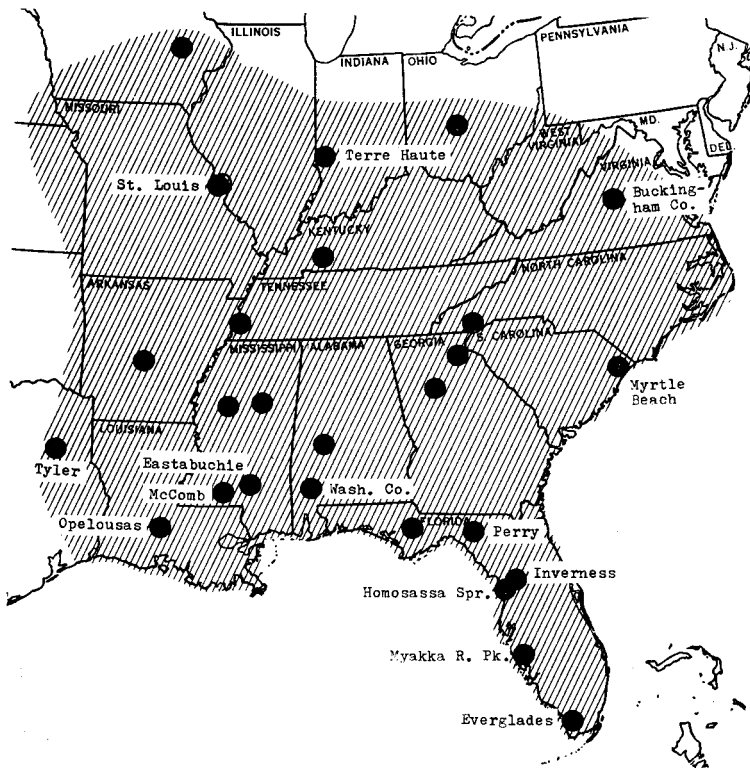 ILLINOIS
PENNSYLVANIA
N.J.
INDIANA
OHIO
MISSOURI
MD.
WEST
VIRGINIA
DEL.
Terre Haute
VIRGINIA
St. Louis
Bucking-
ham Co.
KENTUCKY
NORTH CAROLINA
ARKANSAS
TENNESSEE
MISSISSIPPI
ALABAMA
GEORGIA
S. CAROLINA
Myrtle
Beach
LOUISIANA
Tyler
Eastabuchie
McComb
Wash. Co.
Opelousas
FLORIDA
Perry
Inverness
Homosassa Spr.
Myakka R. Pk.
Everglades